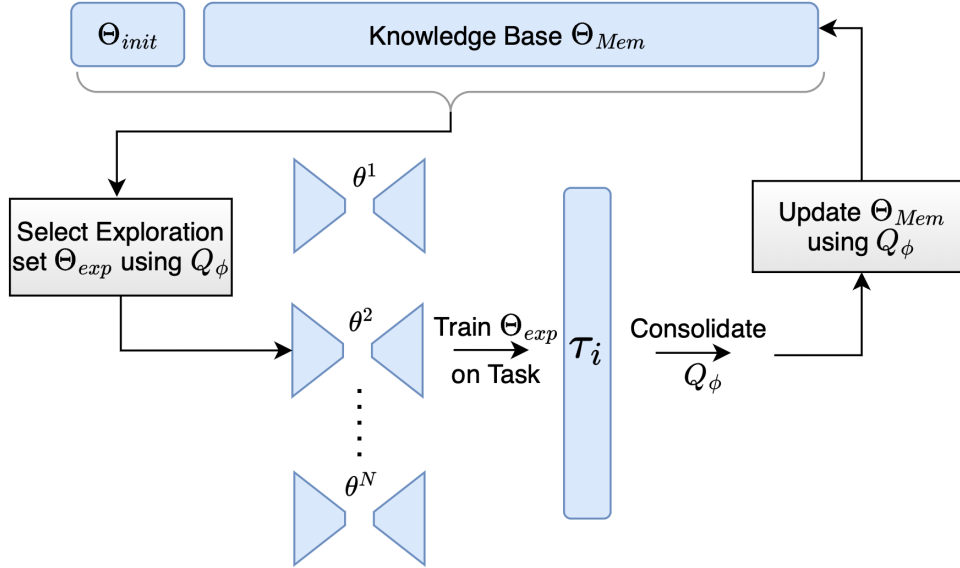 Θ_init
Knowledge Base Θ_Mem
θ^1
Select Exploration
set Θ_exp using Q_ϕ
Update Θ_Mem
using Q_ϕ
θ^2
Train Θ_exp
on Task
τ_i
Consolidate
Q_ϕ
θ^N